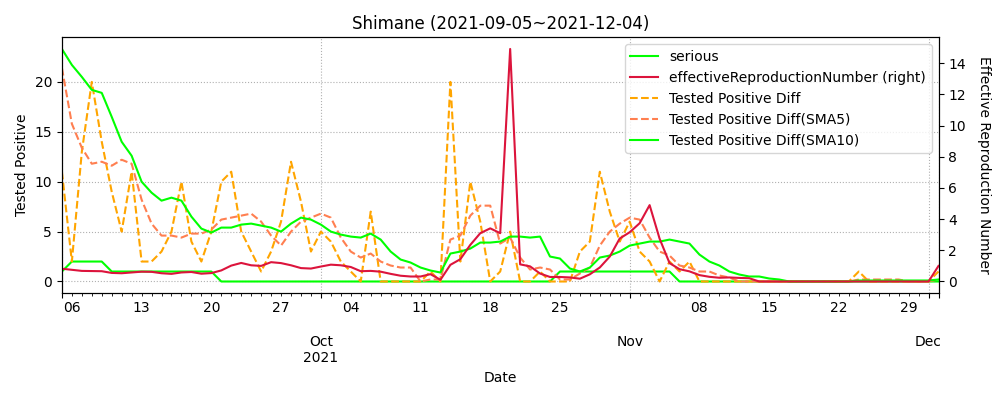 Shimane (2021-09-05~2021-12-04)
serious
effectiveReproductionNumber (right)
Tested Positive Diff
Tested Positive Diff(SMA5)
Tested Positive Diff(SMA10)
Tested Positive
20
15
10
5
0
14
12
10
8
6
4
2
0
Effective Reproduction Number
06 13 20 27 04 11 18 25 08 15 22 29
Oct Nov Dec
2021
Date